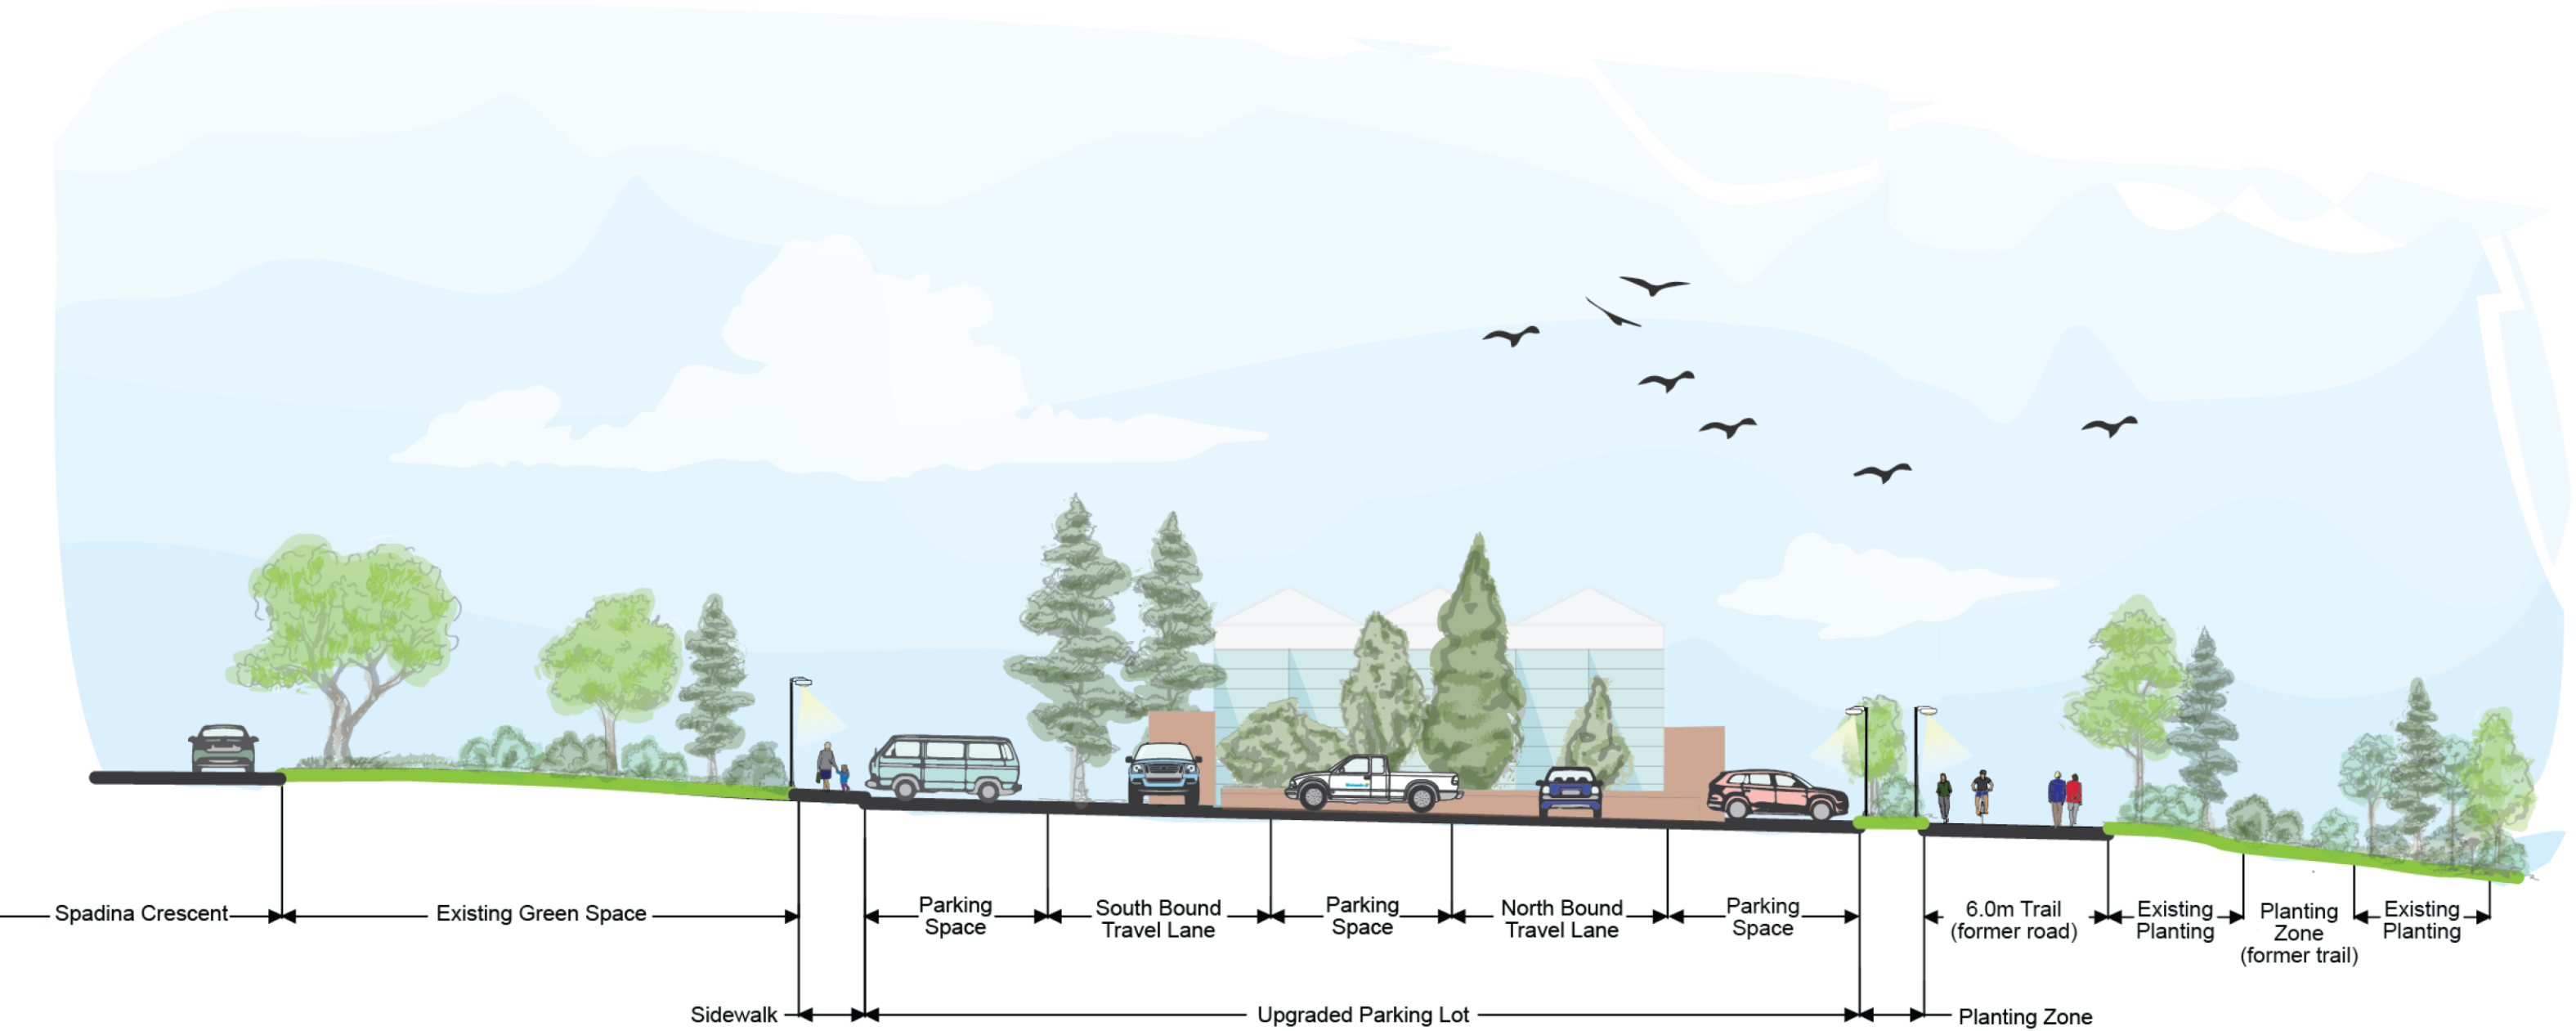 Spadina Crescent
Existing Green Space
Parking
Space
South Bound
Travel Lane
Parking
Space
North Bound
Travel Lane
Parking
Space
6.0m Trail
(former road)
Existing
Planting
Planting
Zone
(former trail)
Existing
Planting
Sidewalk
Upgraded Parking Lot
Planting Zone